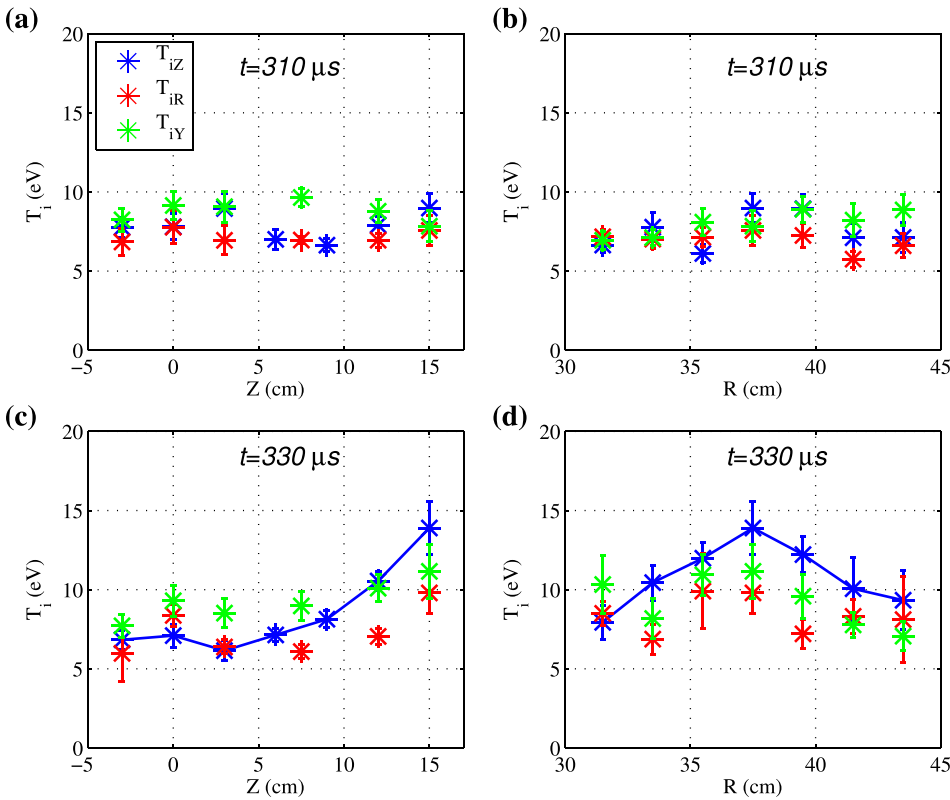 (a)
20
15
10
5
0
T_i (eV)
t=310 μs
T_iZ
T_iR
T_iY
−5 0 5 10 15
Z (cm)
(b)
20
15
10
5
0
T_i (eV)
t=310 μs
30 35 40 45
R (cm)
(c)
20
15
10
5
0
T_i (eV)
t=330 μs
−5 0 5 10 15
Z (cm)
(d)
20
15
10
5
0
T_i (eV)
t=330 μs
30 35 40 45
R (cm)